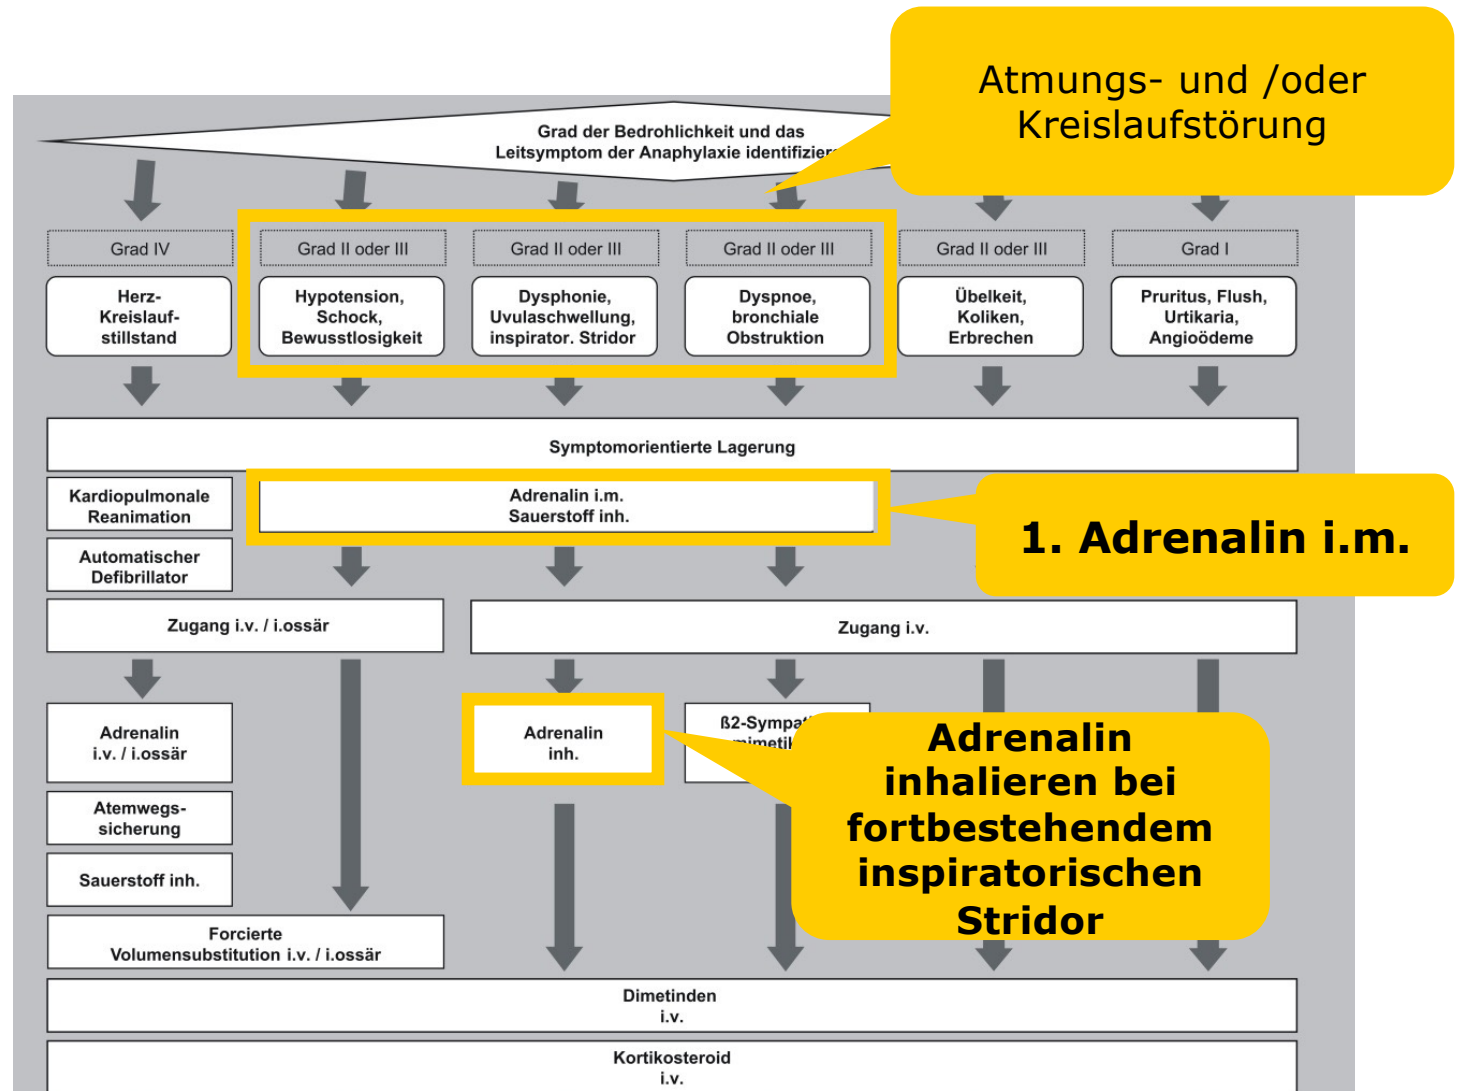 Atmungs- und /oder
Kreislaufstörung
Grad der Bedrohlichkeit und das
Leitsymptom der Anaphylaxie
Grad IV
Grad II oder III
Grad II oder III
Grad II oder III
Grad II oder III
Grad I
Herz-
Kreislauf-
stillstand
Hypotension,
Schock,
Bewusstlosigkeit
Dysphonie,
Uvulaschwellung,
inspirator. Stridor
Dyspnoe,
bronchiale
Obstruktion
Übelkeit,
Koliken,
Erbrechen
Pruritus, Flush,
Urtikaria,
Angioödeme
Symptomorientierte Lagerung
Kardiopulmonale
Reanimation
Adrenalin i.m.
Sauerstoff inh.
1. Adrenalin i.m.
Automatischer
Defibrillator
Zugang i.v. / i.ossär
Zugang i.v.
Adrenalin
i.v. / i.ossär
Adrenalin
inh.
Adrenalin
inhalieren bei
fortbestehendem
inspiratorischen
Stridor
Atemwegs-
sicherung
Sauerstoff inh.
Forcierte
Volumensubstitution i.v. / i.ossär
Dimetinden
i.v.
Kortikosteroid
i.v.